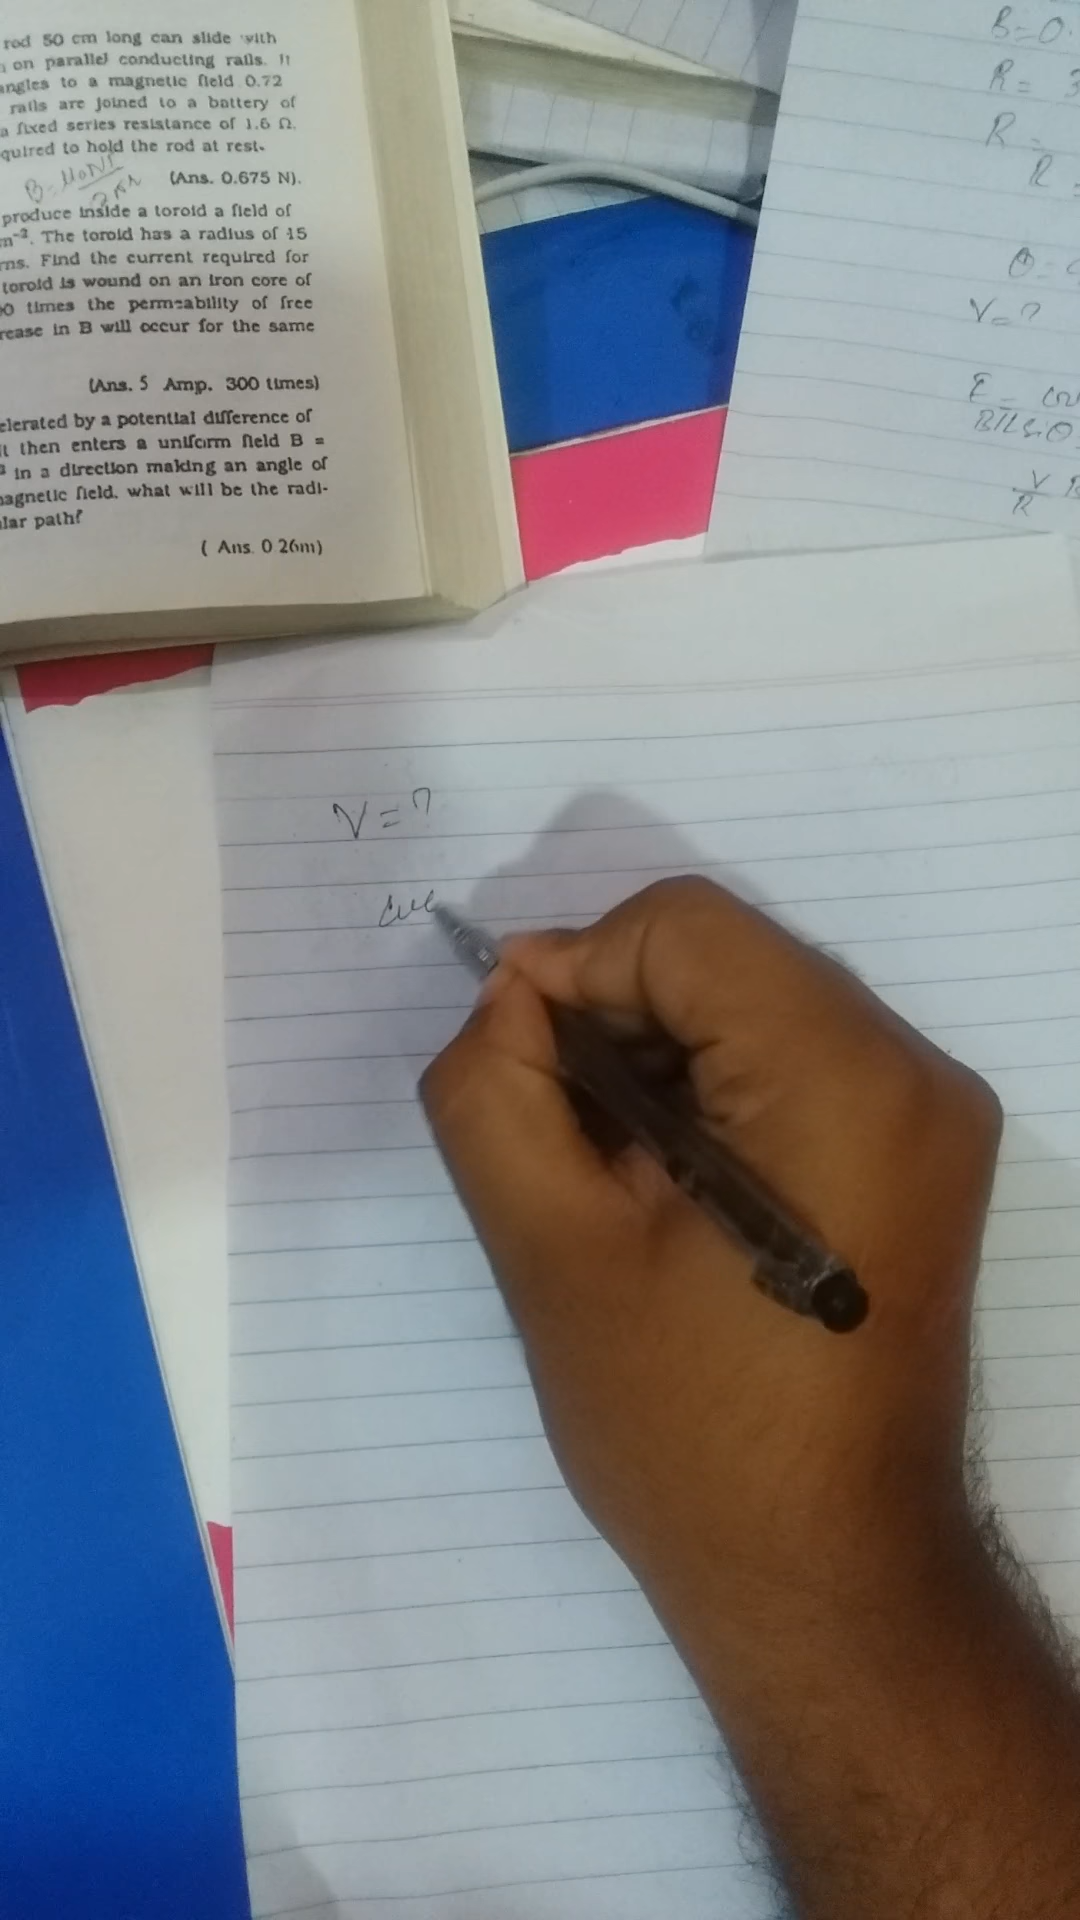 rod 50 cm long can slide with
on parallel conducting rails. It
angles to a magnetic field 0.72
rails are joined to a battery of
a fixed series resistance of 1.6 Ω.
quired to hold the rod at rest.
(Ans. 0.675 N).
produce inside a toroid a field of
m⁻². The toroid has a radius of 15
rns. Find the current required for
toroid is wound on an iron core of
00 times the permeability of free
rease in B will occur for the same
(Ans. 5 Amp. 300 times)
elerated by a potential difference of
it then enters a uniform field B =
in a direction making an angle of
magnetic field. what will be the radi-
lar path?
( Ans. 0.26m)
B=0.
R= 3
R =
R =
θ=
V=?
V
R
V=?